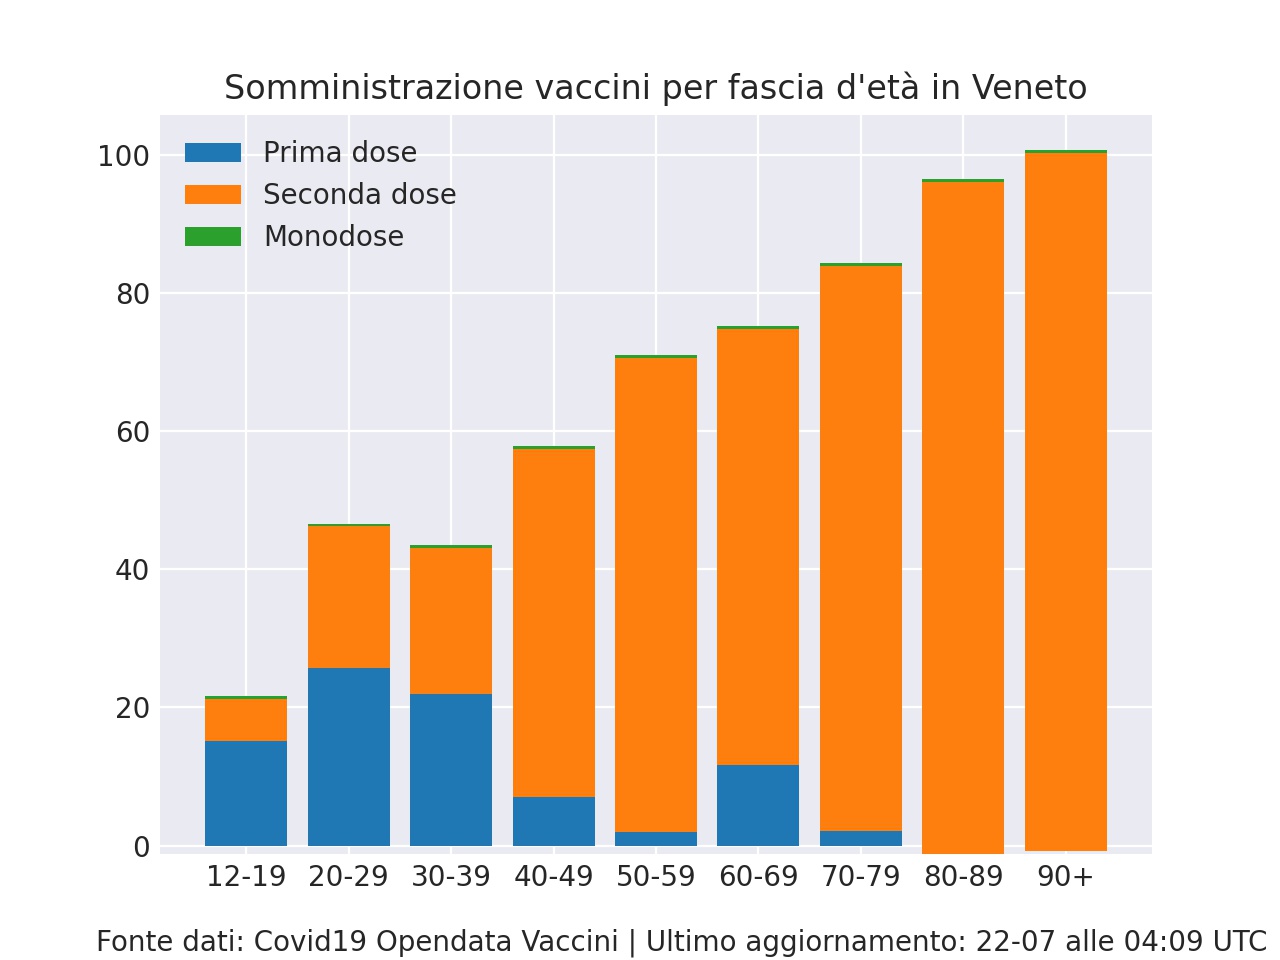 Somministrazione vaccini per fascia d'età in Veneto
Prima dose
Seconda dose
Monodose
100
80
60
40
20
0
12-19 20-29 30-39 40-49 50-59 60-69 70-79 80-89 90+
Fonte dati: Covid19 Opendata Vaccini | Ultimo aggiornamento: 22-07 alle 04:09 UTC